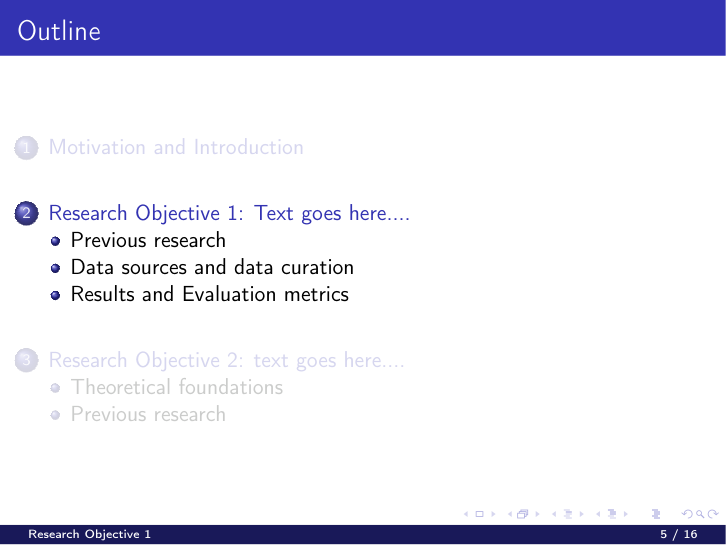 Outline
1 Motivation and Introduction
2 Research Objective 1: Text goes here....
Previous research
Data sources and data curation
Results and Evaluation metrics
3 Research Objective 2: text goes here....
Theoretical foundations
Previous research
Research Objective 1 5 / 16